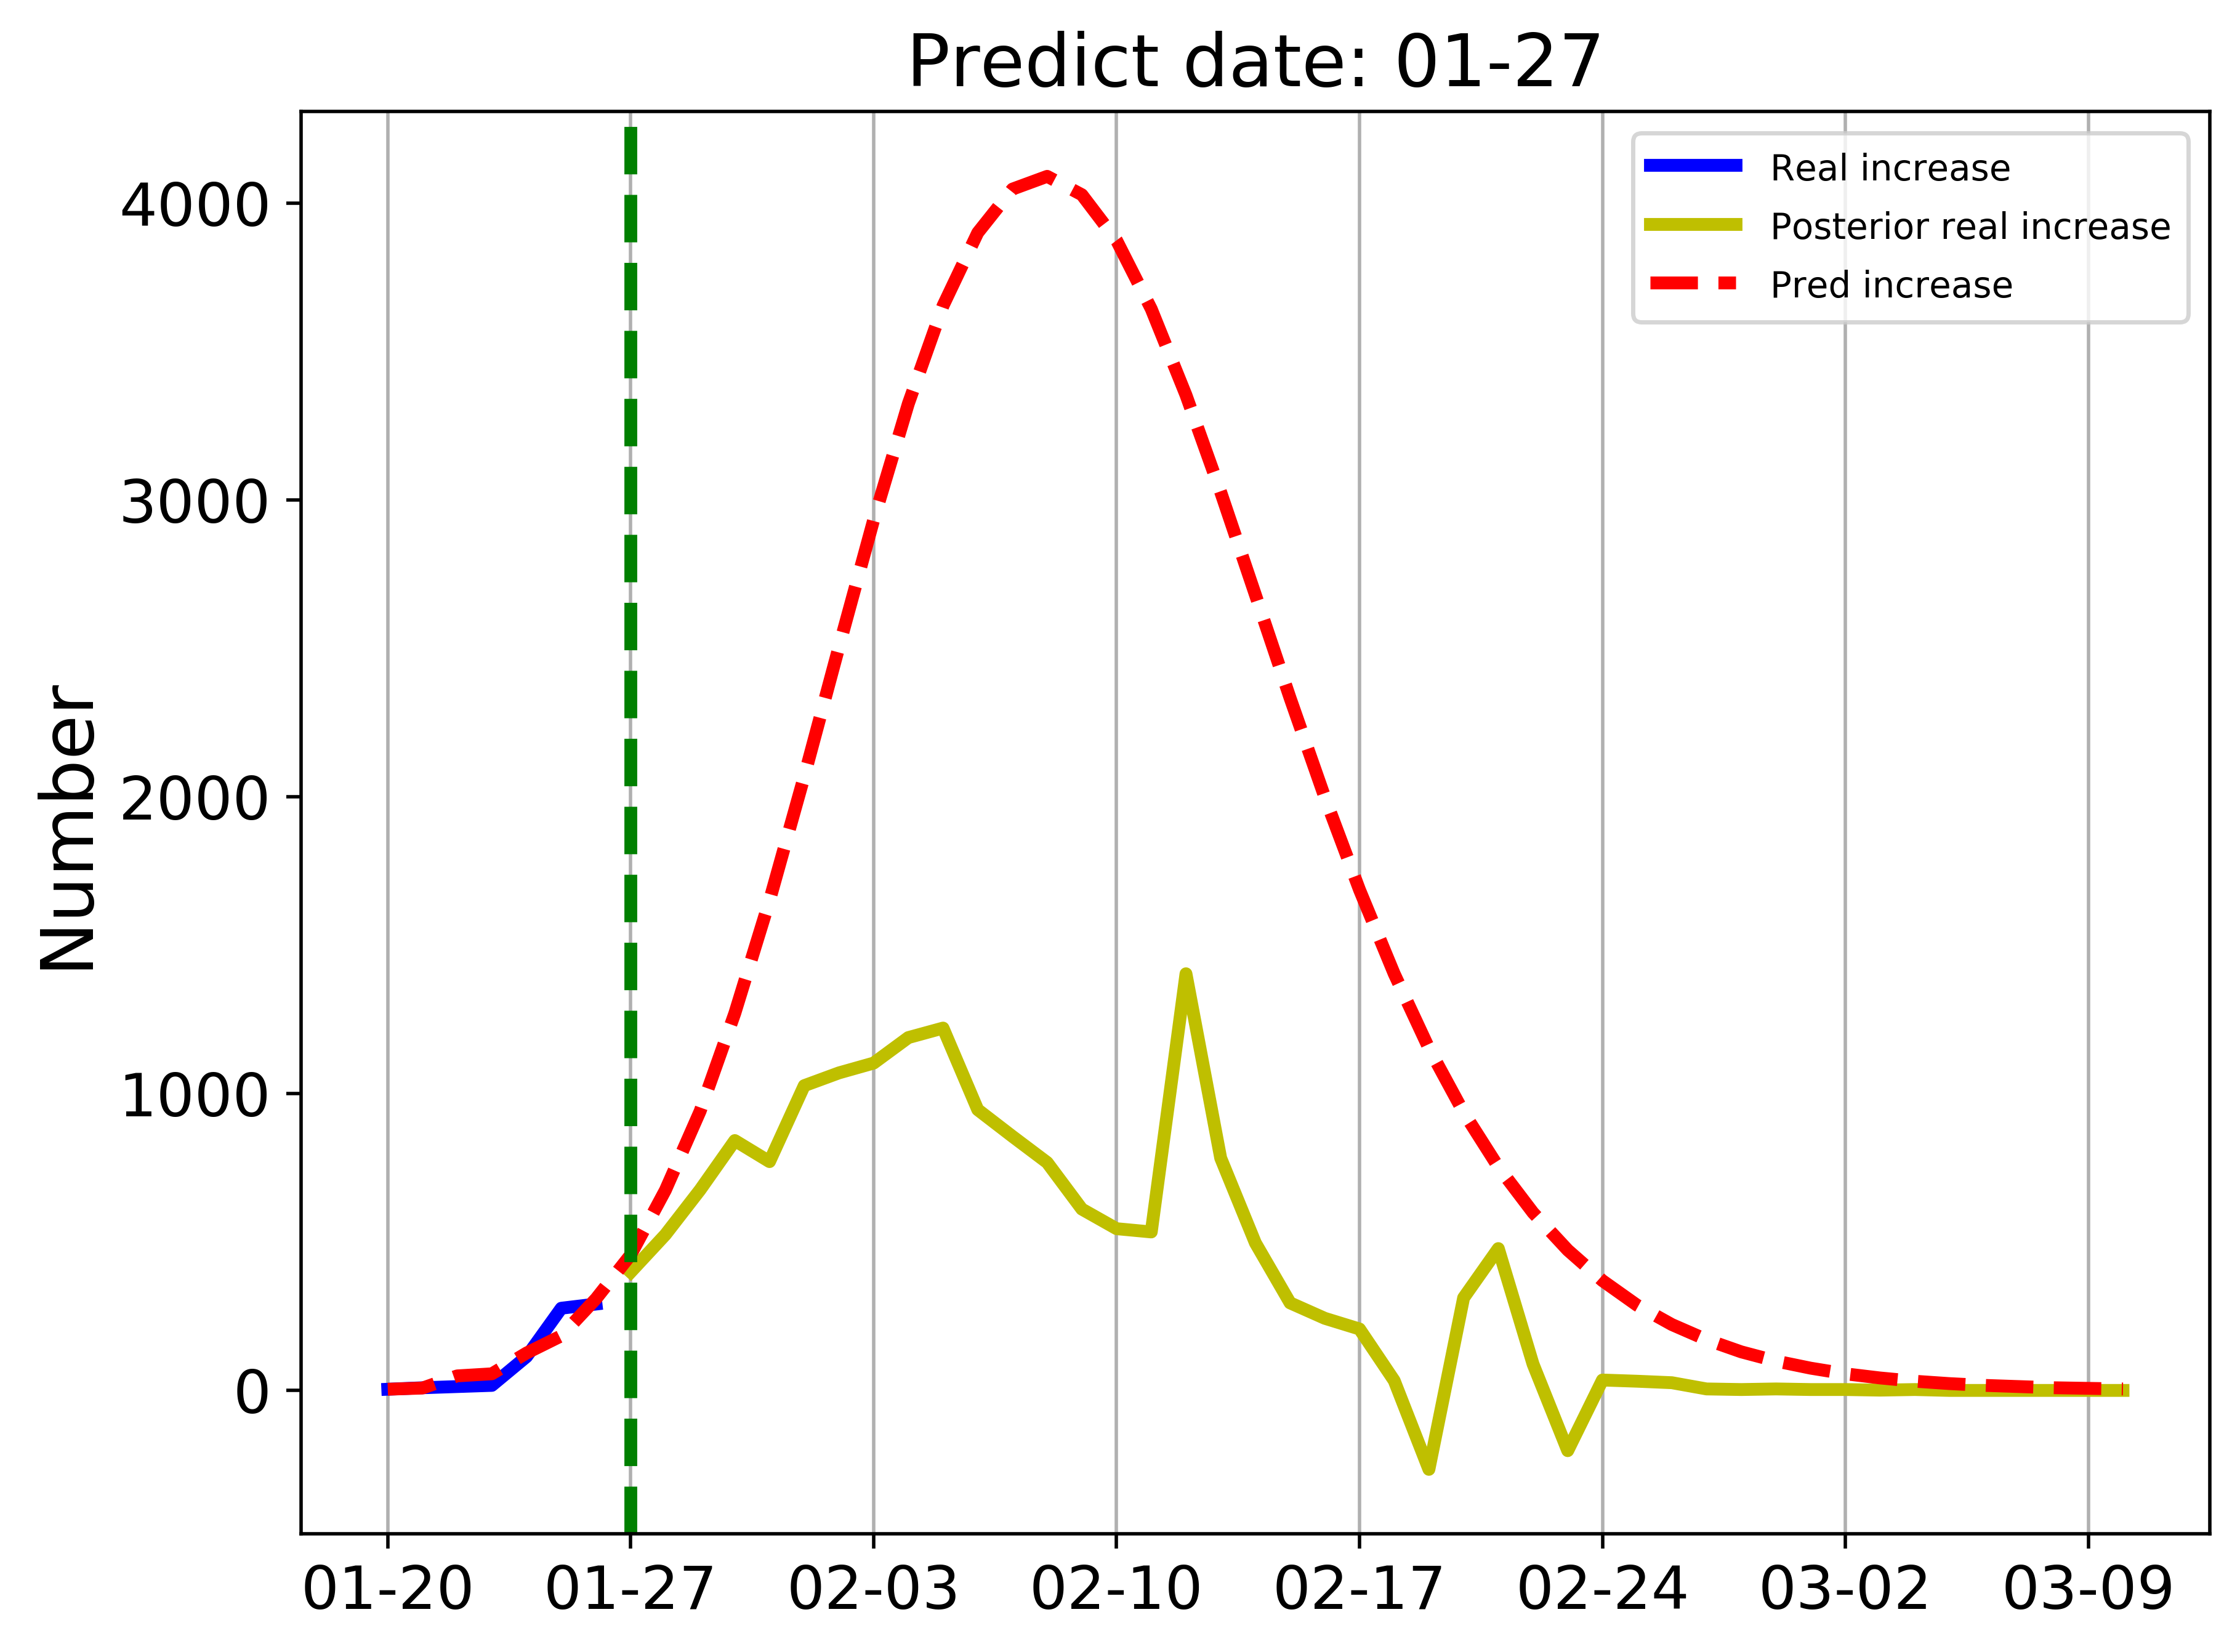 Predict date: 01-27
Real increase
Posterior real increase
Pred increase
Number
4000
3000
2000
1000
0
01-20 01-27 02-03 02-10 02-17 02-24 03-02 03-09